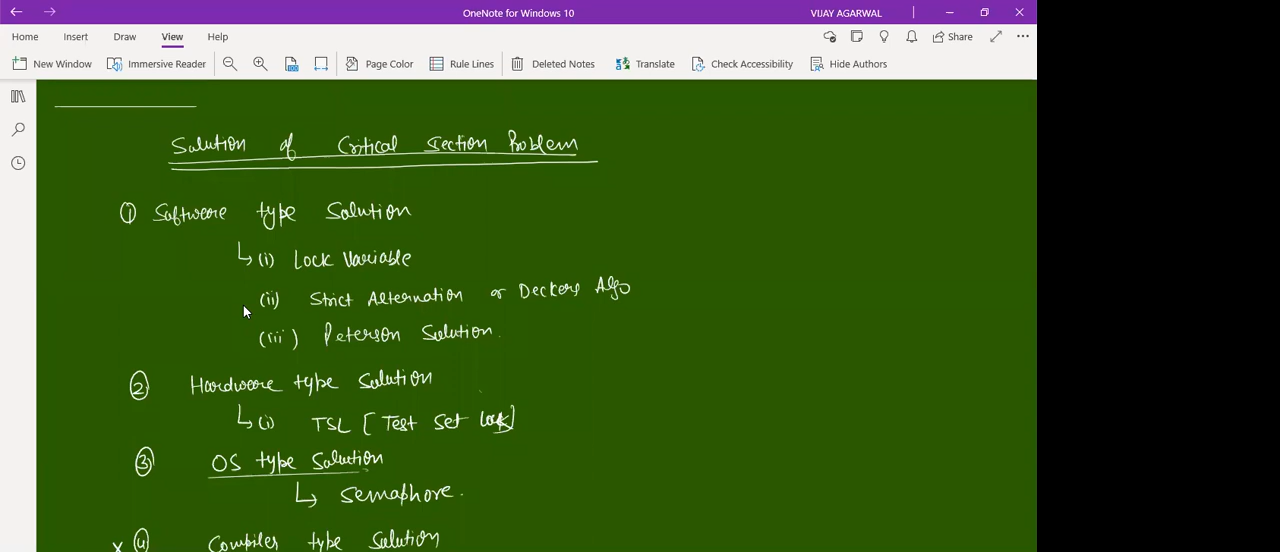 OneNote for Windows 10
VIJAY AGARWAL
Home Insert Draw View Help
Share
New Window Immersive Reader Page Color Rule Lines Deleted Notes Translate Check Accessibility Hide Authors
Solution of Critical Section Problem
① Software type Solution
↳ (i) Lock Variable
(ii) Strict Alternation or Deckers Algo
(iii) Peterson Solution.
② Hardware type Solution
↳ (i) TSL [Test Set Lock]
③ OS type Solution
↳ Semaphore.
x ④ Compiler type Solution